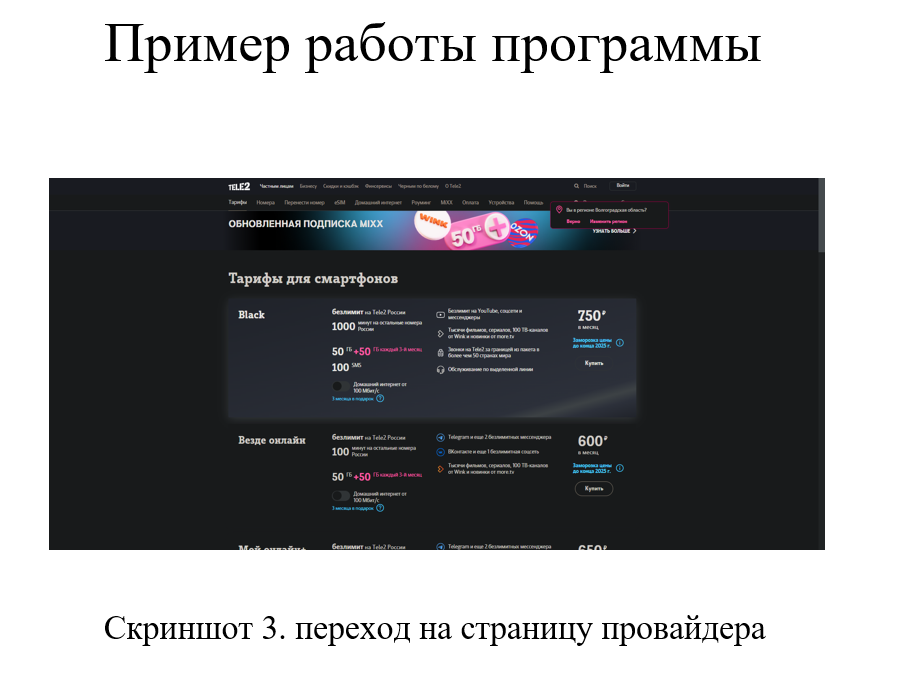 Пример работы программы
TELE2 Частным лицам Бизнесу Скидки и кэшбэк Финсервисы Черным по белому О Tele2 Поиск Войти
Тарифы Номера Перенести номер eSIM Домашний интернет Роуминг MiXX Оплата Устройства Помощь
Вы в регионе Волгоградская область?
Верно Изменить регион
ОБНОВЛЕННАЯ ПОДПИСКА MIXX
WINK 50 ГБ + OZON
УЗНАТЬ БОЛЬШЕ
Тарифы для смартфонов
Black
безлимит на Tele2 России
1000 минут на остальные номера России
50 ГБ +50 ГБ каждый 3-й месяц
100 SMS
Домашний интернет от
100 Мбит/с
3 месяца в подарок
Безлимит на YouTube, соцсети и
мессенджеры
Тысячи фильмов, сериалов, 100 ТВ-каналов
от Wink и новинки от more.tv
Звонки на Tele2 за границей из пакета в
более чем 50 странах мира
Обслуживание по выделенной линии
750 ₽
в месяц
Заморозка цены
до конца 2025 г.
Купить
Везде онлайн
безлимит на Tele2 России
100 минут на остальные номера России
50 ГБ +50 ГБ каждый 3-й месяц
Домашний интернет от
100 Мбит/с
3 месяца в подарок
Telegram и еще 2 безлимитных мессенджера
ВКонтакте и еще 1 безлимитная соцсеть
Тысячи фильмов, сериалов, 100 ТВ-каналов
от Wink и новинки от more.tv
600 ₽
в месяц
Заморозка цены
до конца 2025 г.
Купить
Мой онлайн+ безлимит на Tele2 России Telegram и еще 2 безлимитных мессенджера 650 ₽
Скриншот 3. переход на страницу провайдера